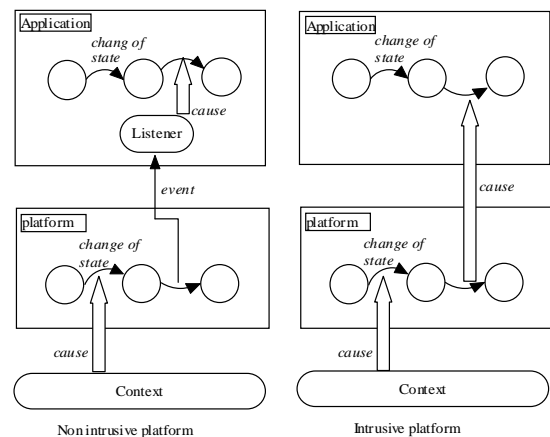 Application
chang of
state
cause
Listener
event
platform
change of
state
cause
Context
Non intrusive platform
Application
change of
state
cause
platform
change of
state
cause
Context
Intrusive platform